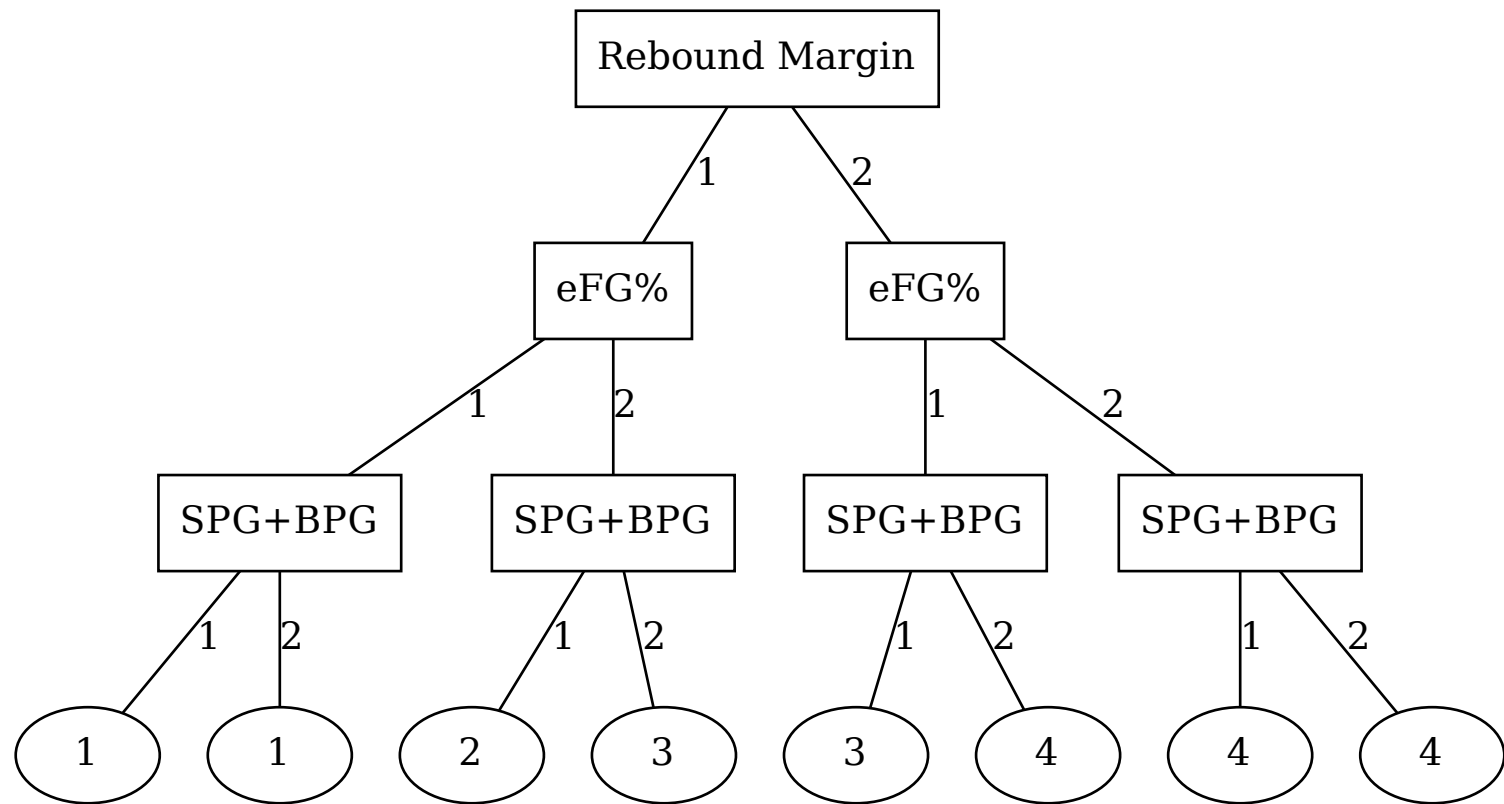 Rebound Margin
1 2
eFG% eFG%
1 2 1 2
SPG+BPG SPG+BPG SPG+BPG SPG+BPG
1 2 1 2 1 2 1 2
1 1 2 3 3 4 4 4